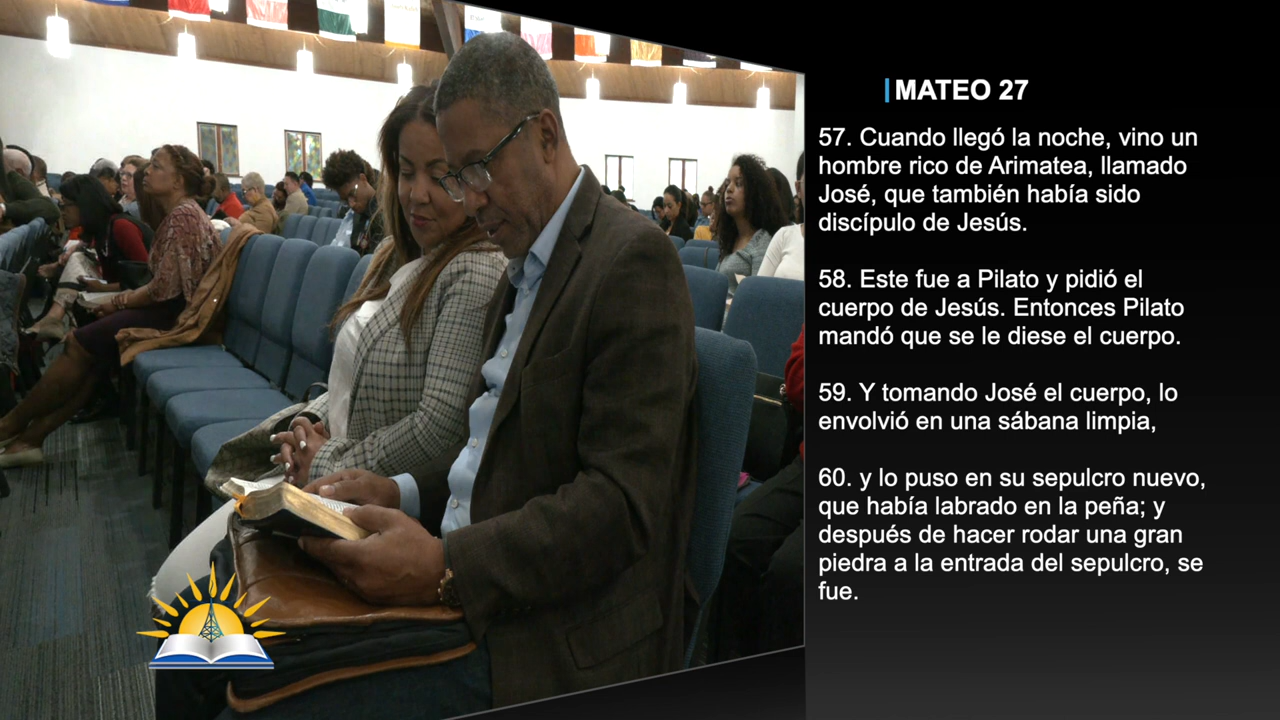 MATEO 27
57. Cuando llegó la noche, vino un
hombre rico de Arimatea, llamado
José, que también había sido
discípulo de Jesús.
58. Este fue a Pilato y pidió el
cuerpo de Jesús. Entonces Pilato
mandó que se le diese el cuerpo.
59. Y tomando José el cuerpo, lo
envolvió en una sábana limpia,
60. y lo puso en su sepulcro nuevo,
que había labrado en la peña; y
después de hacer rodar una gran
piedra a la entrada del sepulcro, se
fue.